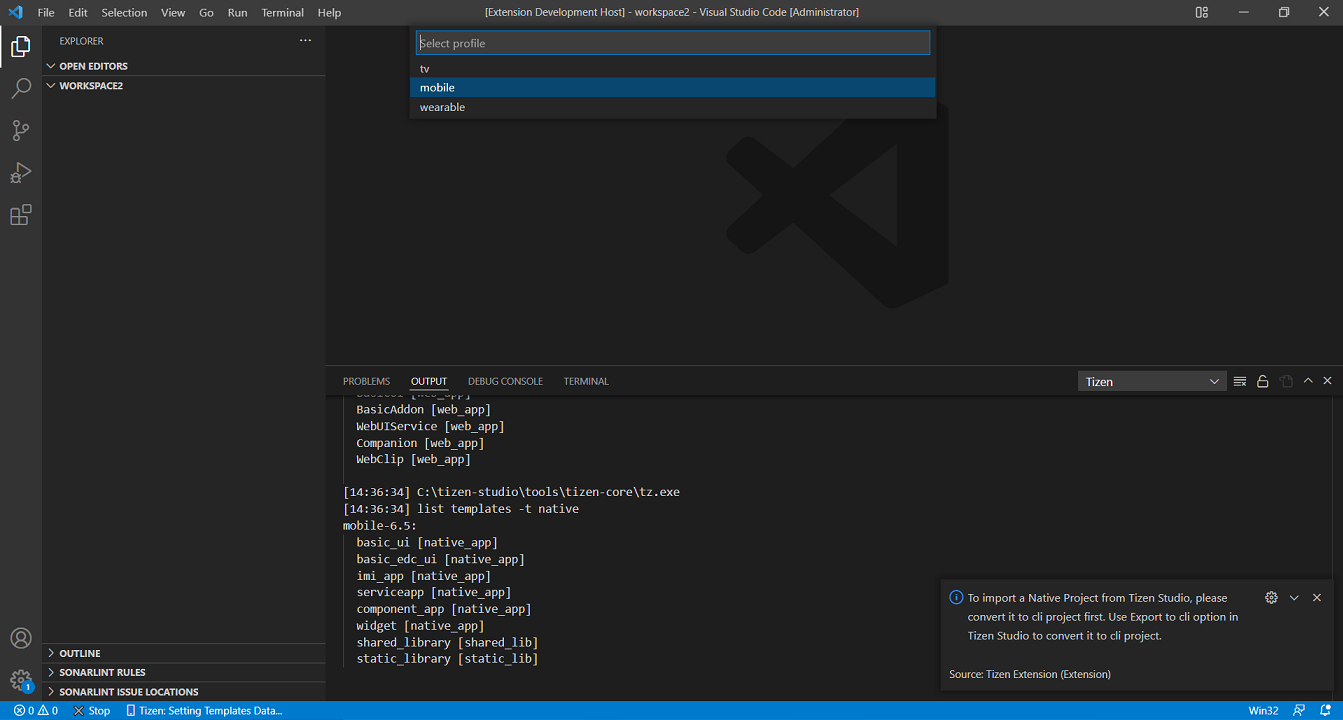 File Edit Selection View Go Run Terminal Help
[Extension Development Host] - workspace2 - Visual Studio Code [Administrator]
EXPLORER
OPEN EDITORS
WORKSPACE2
Select profile
tv
mobile
wearable
PROBLEMS OUTPUT DEBUG CONSOLE TERMINAL
Tizen
BasicAddon [web_app]
WebUIService [web_app]
Companion [web_app]
WebClip [web_app]
[14:36:34] C:\tizen-studio\tools\tizen-core\tz.exe
[14:36:34] list templates -t native
mobile-6.5:
basic_ui [native_app]
basic_edc_ui [native_app]
imi_app [native_app]
serviceapp [native_app]
component_app [native_app]
widget [native_app]
shared_library [shared_lib]
static_library [static_lib]
To import a Native Project from Tizen Studio, please
convert it to cli project first. Use Export to cli option in
Tizen Studio to convert it to cli project.
Source: Tizen Extension (Extension)
OUTLINE
SONARLINT RULES
SONARLINT ISSUE LOCATIONS
1
0 0 Stop Tizen: Setting Templates Data... Win32